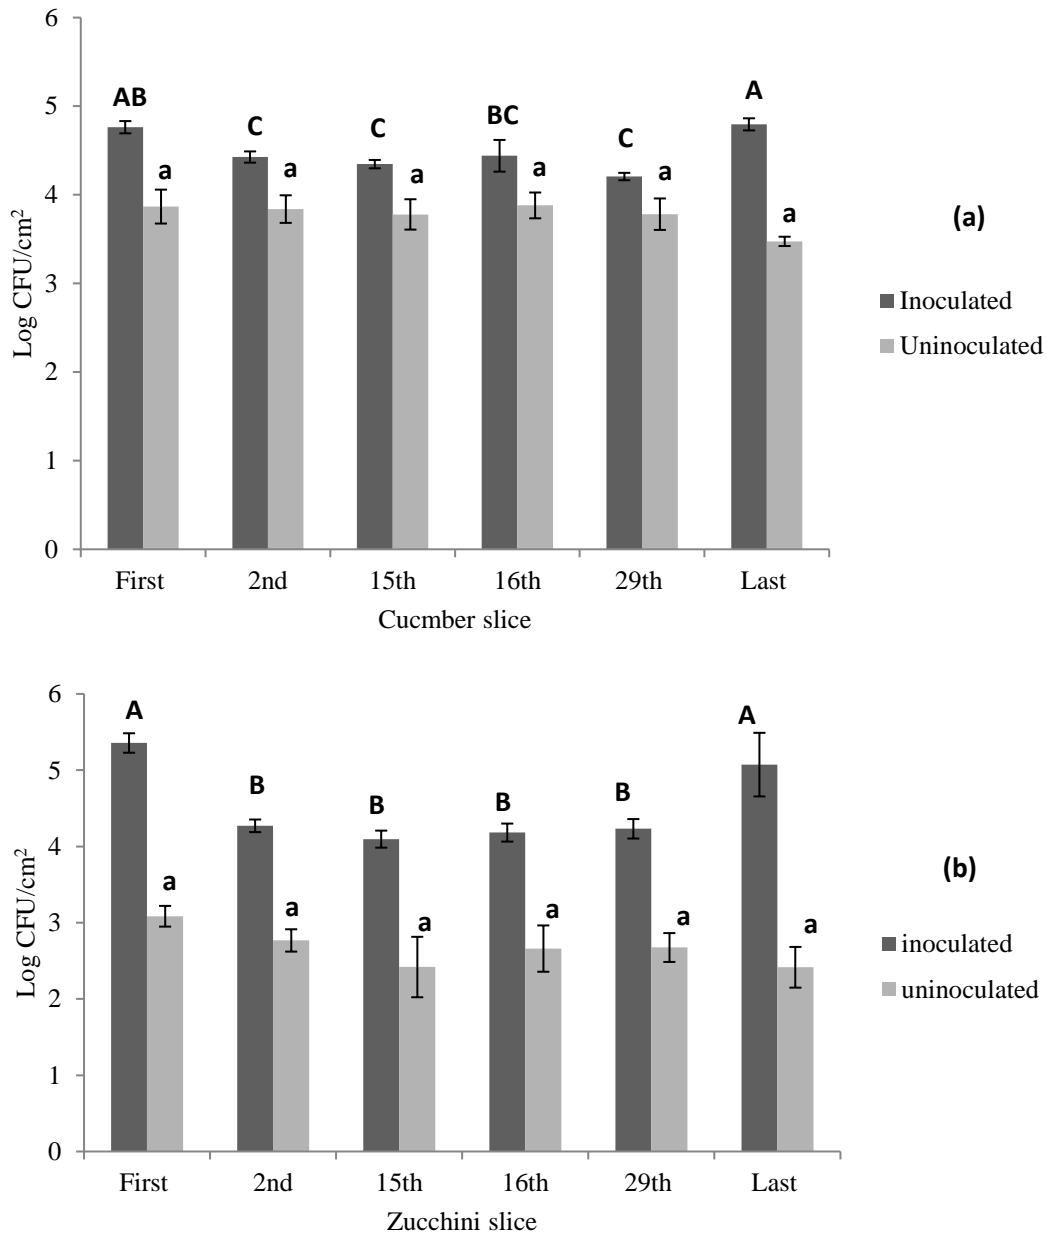 6
5
4
3
2
1
0
Log CFU/cm²
AB
C
C
BC
C
A
a
a
a
a
a
a
First
2nd
15th
16th
29th
Last
Cucmber slice
(a)
Inoculated
Uninoculated
6
5
4
3
2
1
0
Log CFU/cm²
A
B
B
B
B
A
a
a
a
a
a
a
First
2nd
15th
16th
29th
Last
Zucchini slice
(b)
inoculated
uninoculated